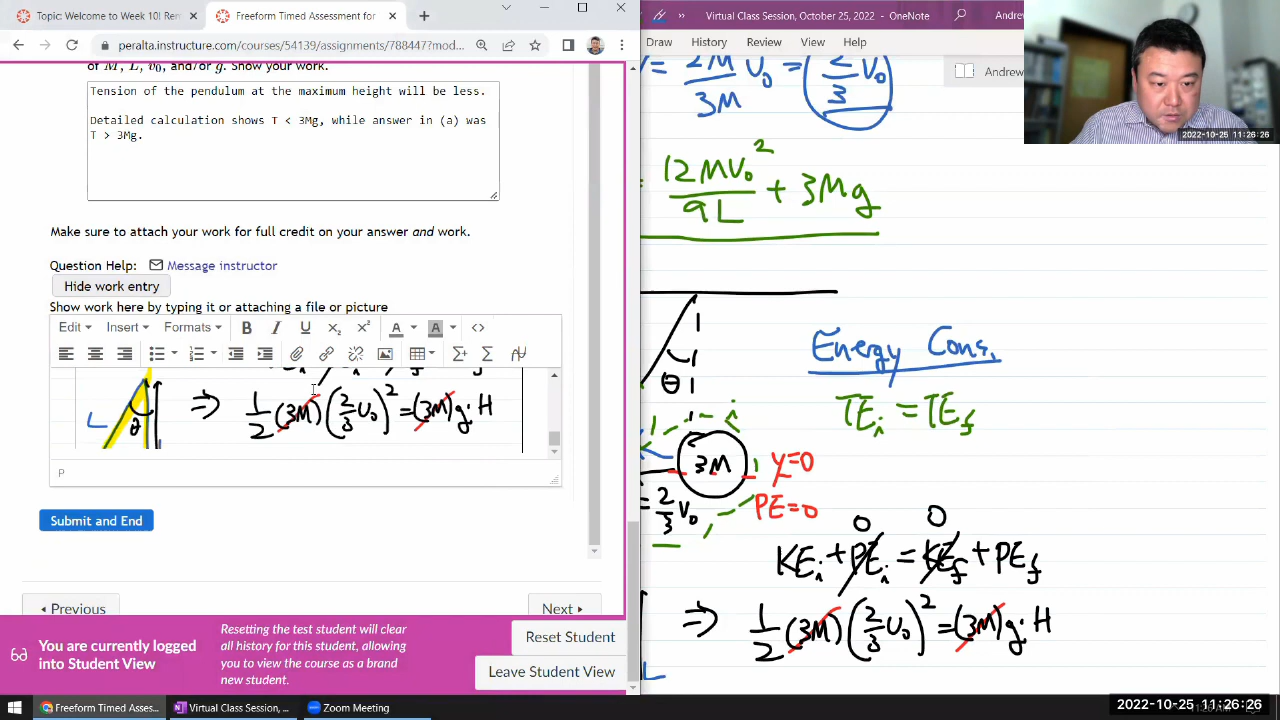 Topic: Welcome to Week 10 Ren
Freeform Timed Assessment for
Virtual Class Session, October 25, 2022 - OneNote
Andrew
peralta.instructure.com/courses/54139/assignments/788447?mod...
Draw
History
Review
View
Help
Andrew
of M, L, v₀, and/or g. Show your work.
Tension of the pendulum at the maximum height will be less.
Detailed calculation shows T < 3Mg, while answer in (a) was
T > 3Mg.
Make sure to attach your work for full credit on your answer and work.
Question Help: Message instructor
Hide work entry
Show work here by typing it or attaching a file or picture
Edit Insert Formats B I U X₂ X² A A <>
L θ ⇒ 1/2 (3M) (2/3 v₀)² = (3M)g·H
P
Submit and End
Previous
Next
You are currently logged
into Student View
Resetting the test student will clear
all history for this student, allowing
you to view the course as a brand
new student.
Reset Student
Leave Student View
= 2M/3M v₀ = 2/3 v₀
= 12Mv₀²/9L + 3Mg
θ
Energy Cons.
TEᵢ = TE_f
3M
y=0
PE=0
= 2/3 v₀
0 0
KEᵢ + PEᵢ = KE_f + PE_f
⇒ 1/2 (3M) (2/3 v₀)² = (3M)g·H
L
2022-10-25 11:26:26
Freeform Timed Asses...
Virtual Class Session, ...
Zoom Meeting
2022-10-25 11:26:26